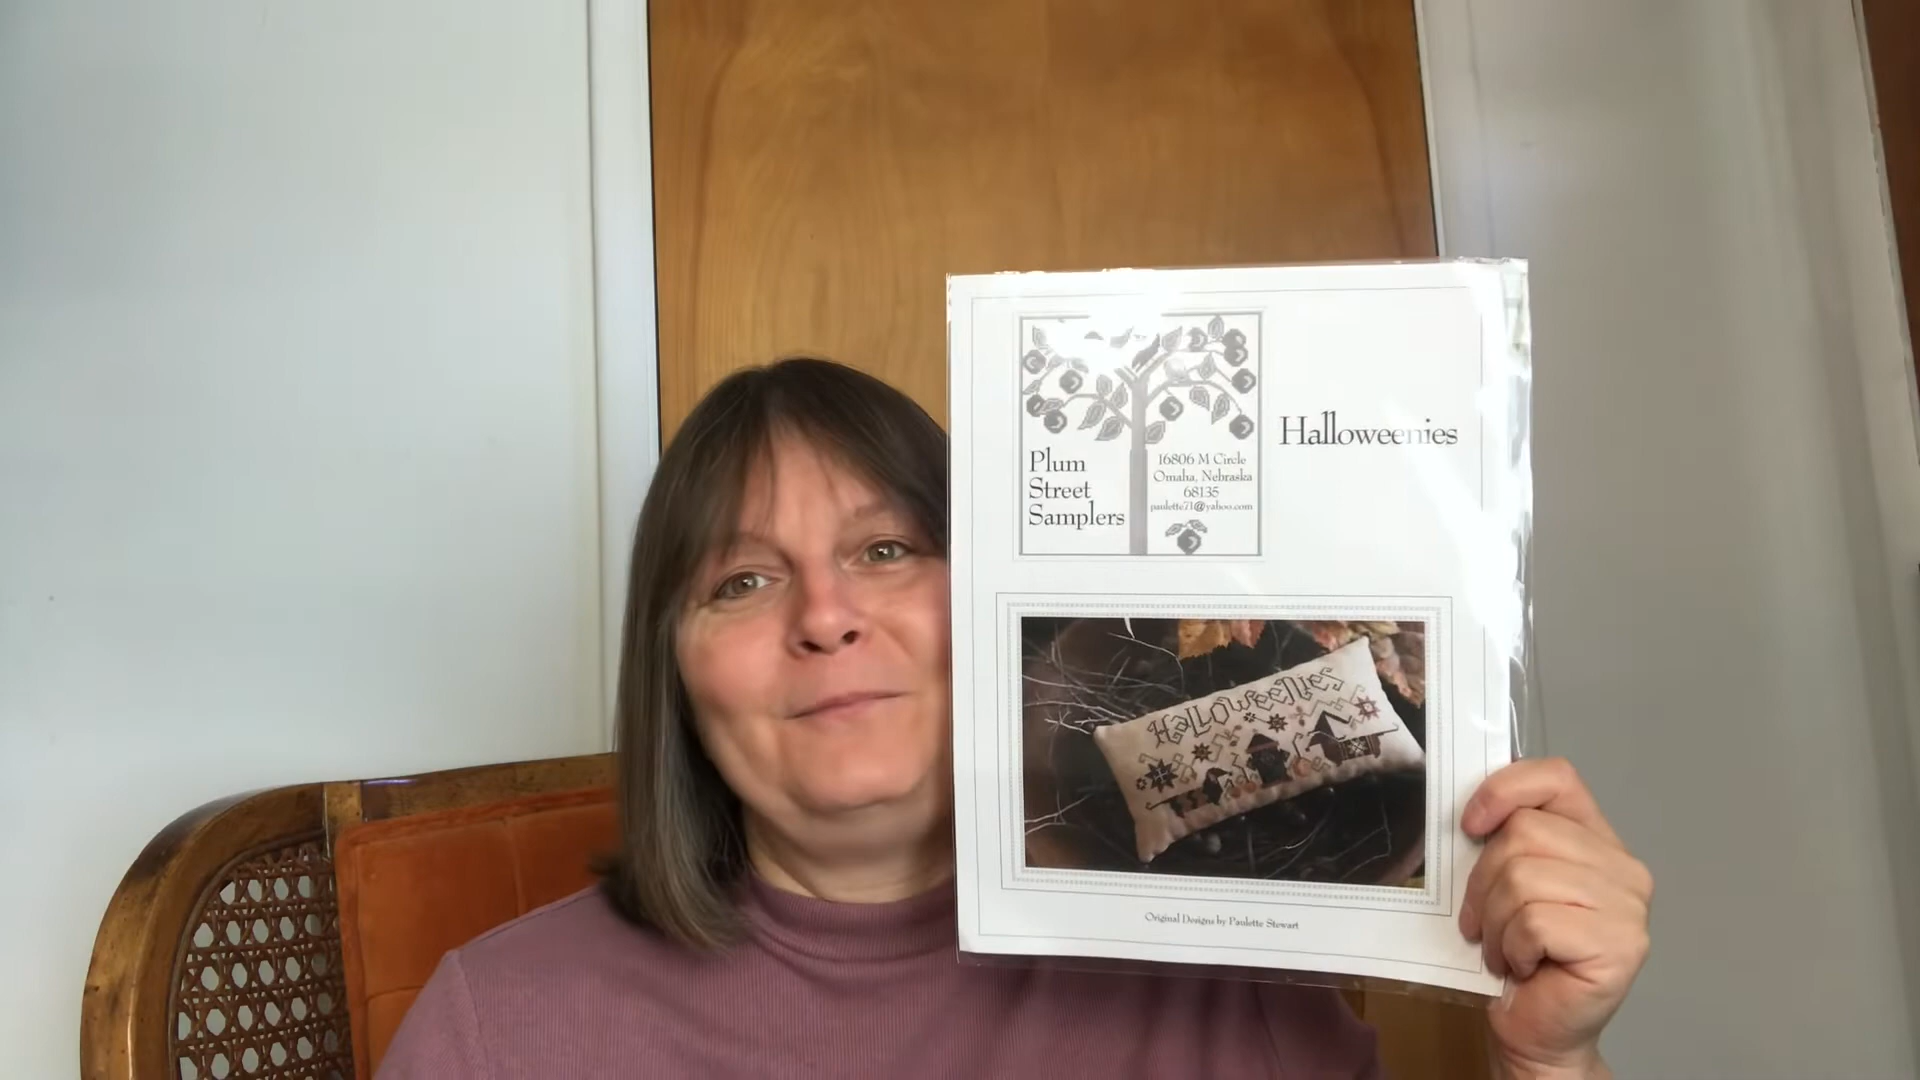 Halloweenies
Plum
Street
Samplers
16806 M Circle
Omaha, Nebraska
68135
paulette71@yahoo.com
Halloweenies
Original Designs by Paulette Stewart